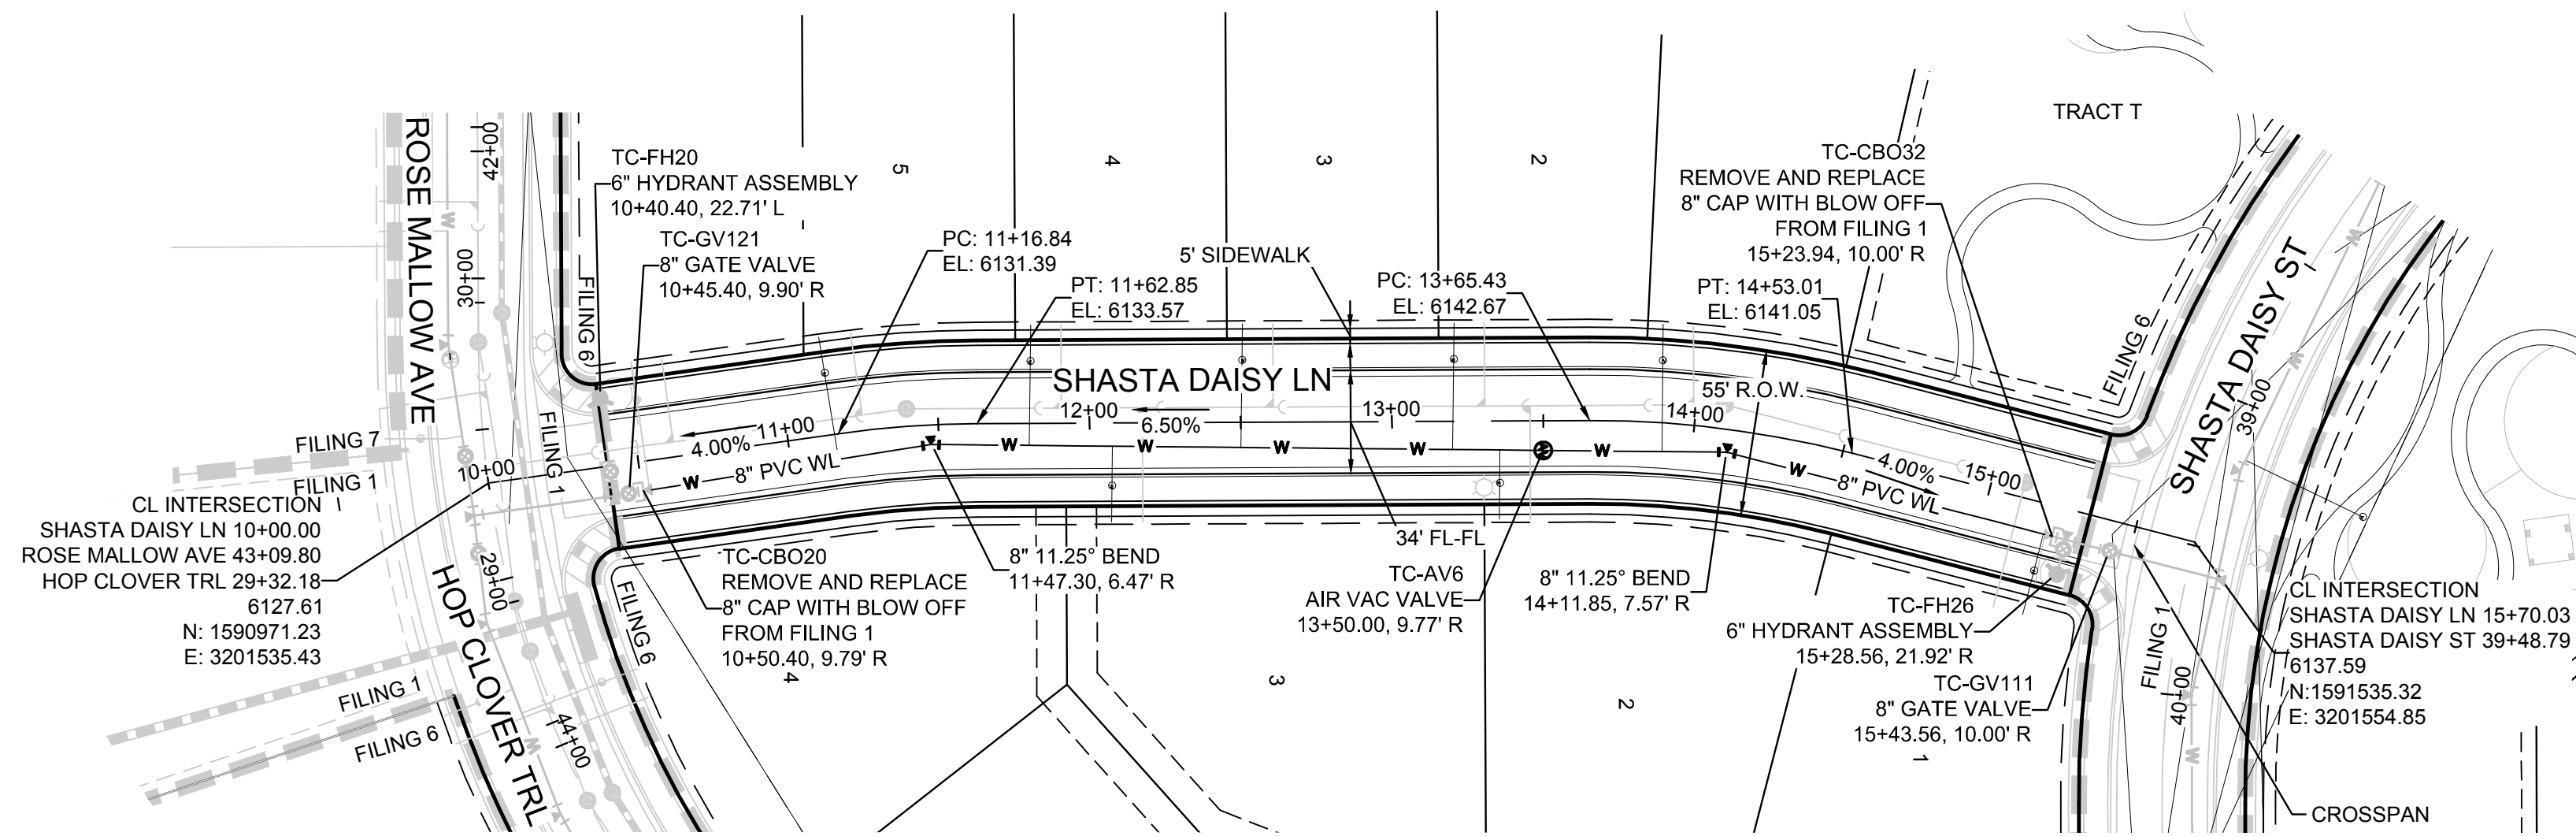 ROSE MALLOW AVE
42+00
30+00
TC-FH20
6" HYDRANT ASSEMBLY
10+40.40, 22.71' L
TC-GV121
8" GATE VALVE
10+45.40, 9.90' R
FILING 6
FILING 1
5
4
3
2
PC: 11+16.84
EL: 6131.39
PT: 11+62.85
EL: 6133.57
5' SIDEWALK
PC: 13+65.43
EL: 6142.67
PT: 14+53.01
EL: 6141.05
TC-CBO32
REMOVE AND REPLACE
8" CAP WITH BLOW OFF
FROM FILING 1
15+23.94, 10.00' R
TRACT T
SHASTA DAISY ST
39+00
FILING 6
SHASTA DAISY LN
55' R.O.W.
10+00
4.00%
11+00
12+00
6.50%
13+00
14+00
4.00%
15+00
8" PVC WL
W
W
W
W
W
W
W
8" PVC WL
FILING 7
FILING 1
CL INTERSECTION
SHASTA DAISY LN 10+00.00
ROSE MALLOW AVE 43+09.80
HOP CLOVER TRL 29+32.18
6127.61
N: 1590971.23
E: 3201535.43
29+00
HOP CLOVER TRL
44+00
FILING 1
FILING 6
FILING 6
TC-CBO20
REMOVE AND REPLACE
8" CAP WITH BLOW OFF
FROM FILING 1
10+50.40, 9.79' R
4
8" 11.25° BEND
11+47.30, 6.47' R
3
34' FL-FL
TC-AV6
AIR VAC VALVE
13+50.00, 9.77' R
8" 11.25° BEND
14+11.85, 7.57' R
2
TC-FH26
6" HYDRANT ASSEMBLY
15+28.56, 21.92' R
TC-GV111
8" GATE VALVE
15+43.56, 10.00' R
1
FILING 1
40+00
CL INTERSECTION
SHASTA DAISY LN 15+70.03
SHASTA DAISY ST 39+48.79
6137.59
N:1591535.32
E: 3201554.85
CROSSPAN
W
W
W
W
W
W